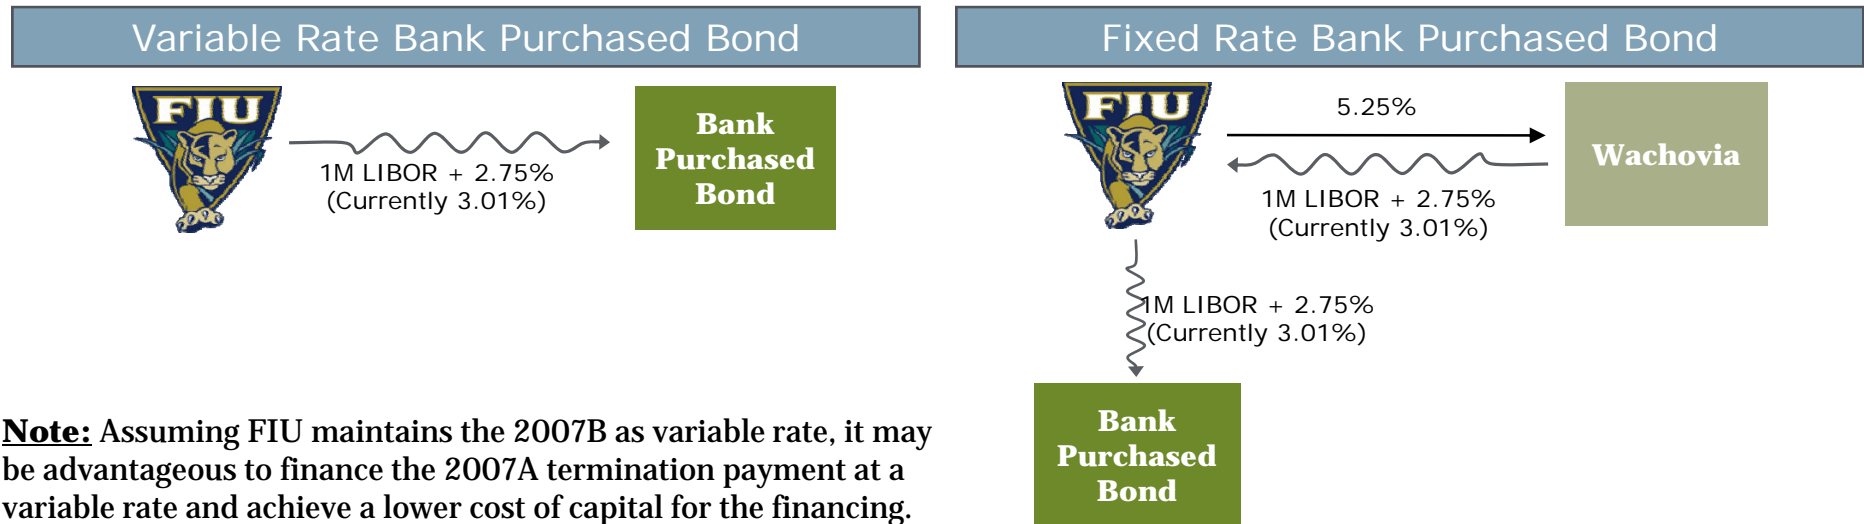 Variable Rate Bank Purchased Bond
FIU
1M LIBOR + 2.75%
(Currently 3.01%)
Bank
Purchased
Bond
Note: Assuming FIU maintains the 2007B as variable rate, it may
be advantageous to finance the 2007A termination payment at a
variable rate and achieve a lower cost of capital for the financing.
Fixed Rate Bank Purchased Bond
FIU
5.25%
1M LIBOR + 2.75%
(Currently 3.01%)
Wachovia
1M LIBOR + 2.75%
(Currently 3.01%)
Bank
Purchased
Bond